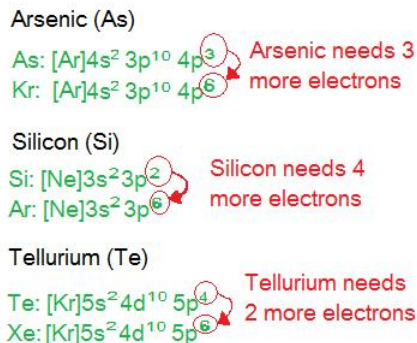 Arsenic (As)
As: [Ar]4s² 3p¹⁰ 4p³
Kr: [Ar]4s² 3p¹⁰ 4p⁶
Arsenic needs 3
more electrons
Silicon (Si)
Si: [Ne]3s² 3p²
Ar: [Ne]3s² 3p⁶
Silicon needs 4
more electrons
Tellurium (Te)
Te: [Kr]5s² 4d¹⁰ 5p⁴
Xe: [Kr]5s² 4d¹⁰ 5p⁶
Tellurium needs
2 more electrons